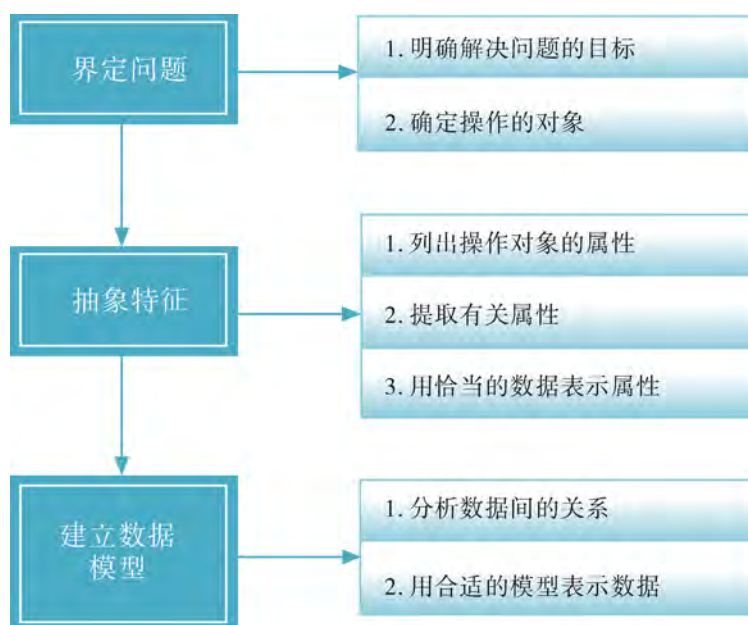 界定问题
1. 明确解决问题的目标
2. 确定操作的对象
抽象特征
1. 列出操作对象的属性
2. 提取有关属性
3. 用恰当的数据表示属性
建立数据
模型
1. 分析数据间的关系
2. 用合适的模型表示数据